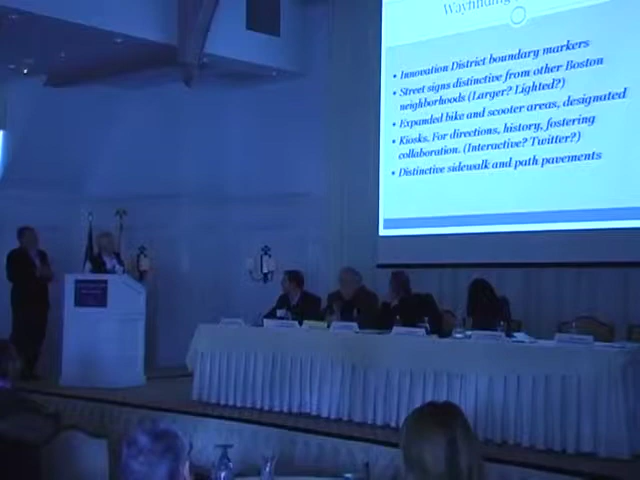 Wayfinding
• Innovation District boundary markers
• Street signs distinctive from other Boston
neighborhoods (Larger? Lighted?)
• Expanded bike and scooter areas, designated
• Kiosks. For directions, history, fostering
collaboration. (Interactive? Twitter?)
• Distinctive sidewalk and path pavements